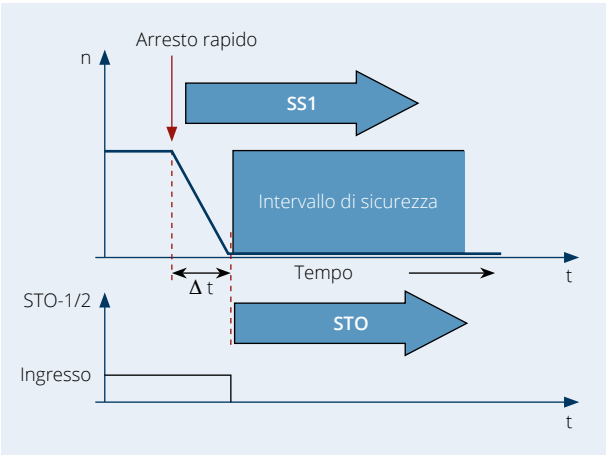 Arresto rapido
n
SS1
Intervallo di sicurezza
Tempo
t
Δ t
STO-1/2
STO
Ingresso
t